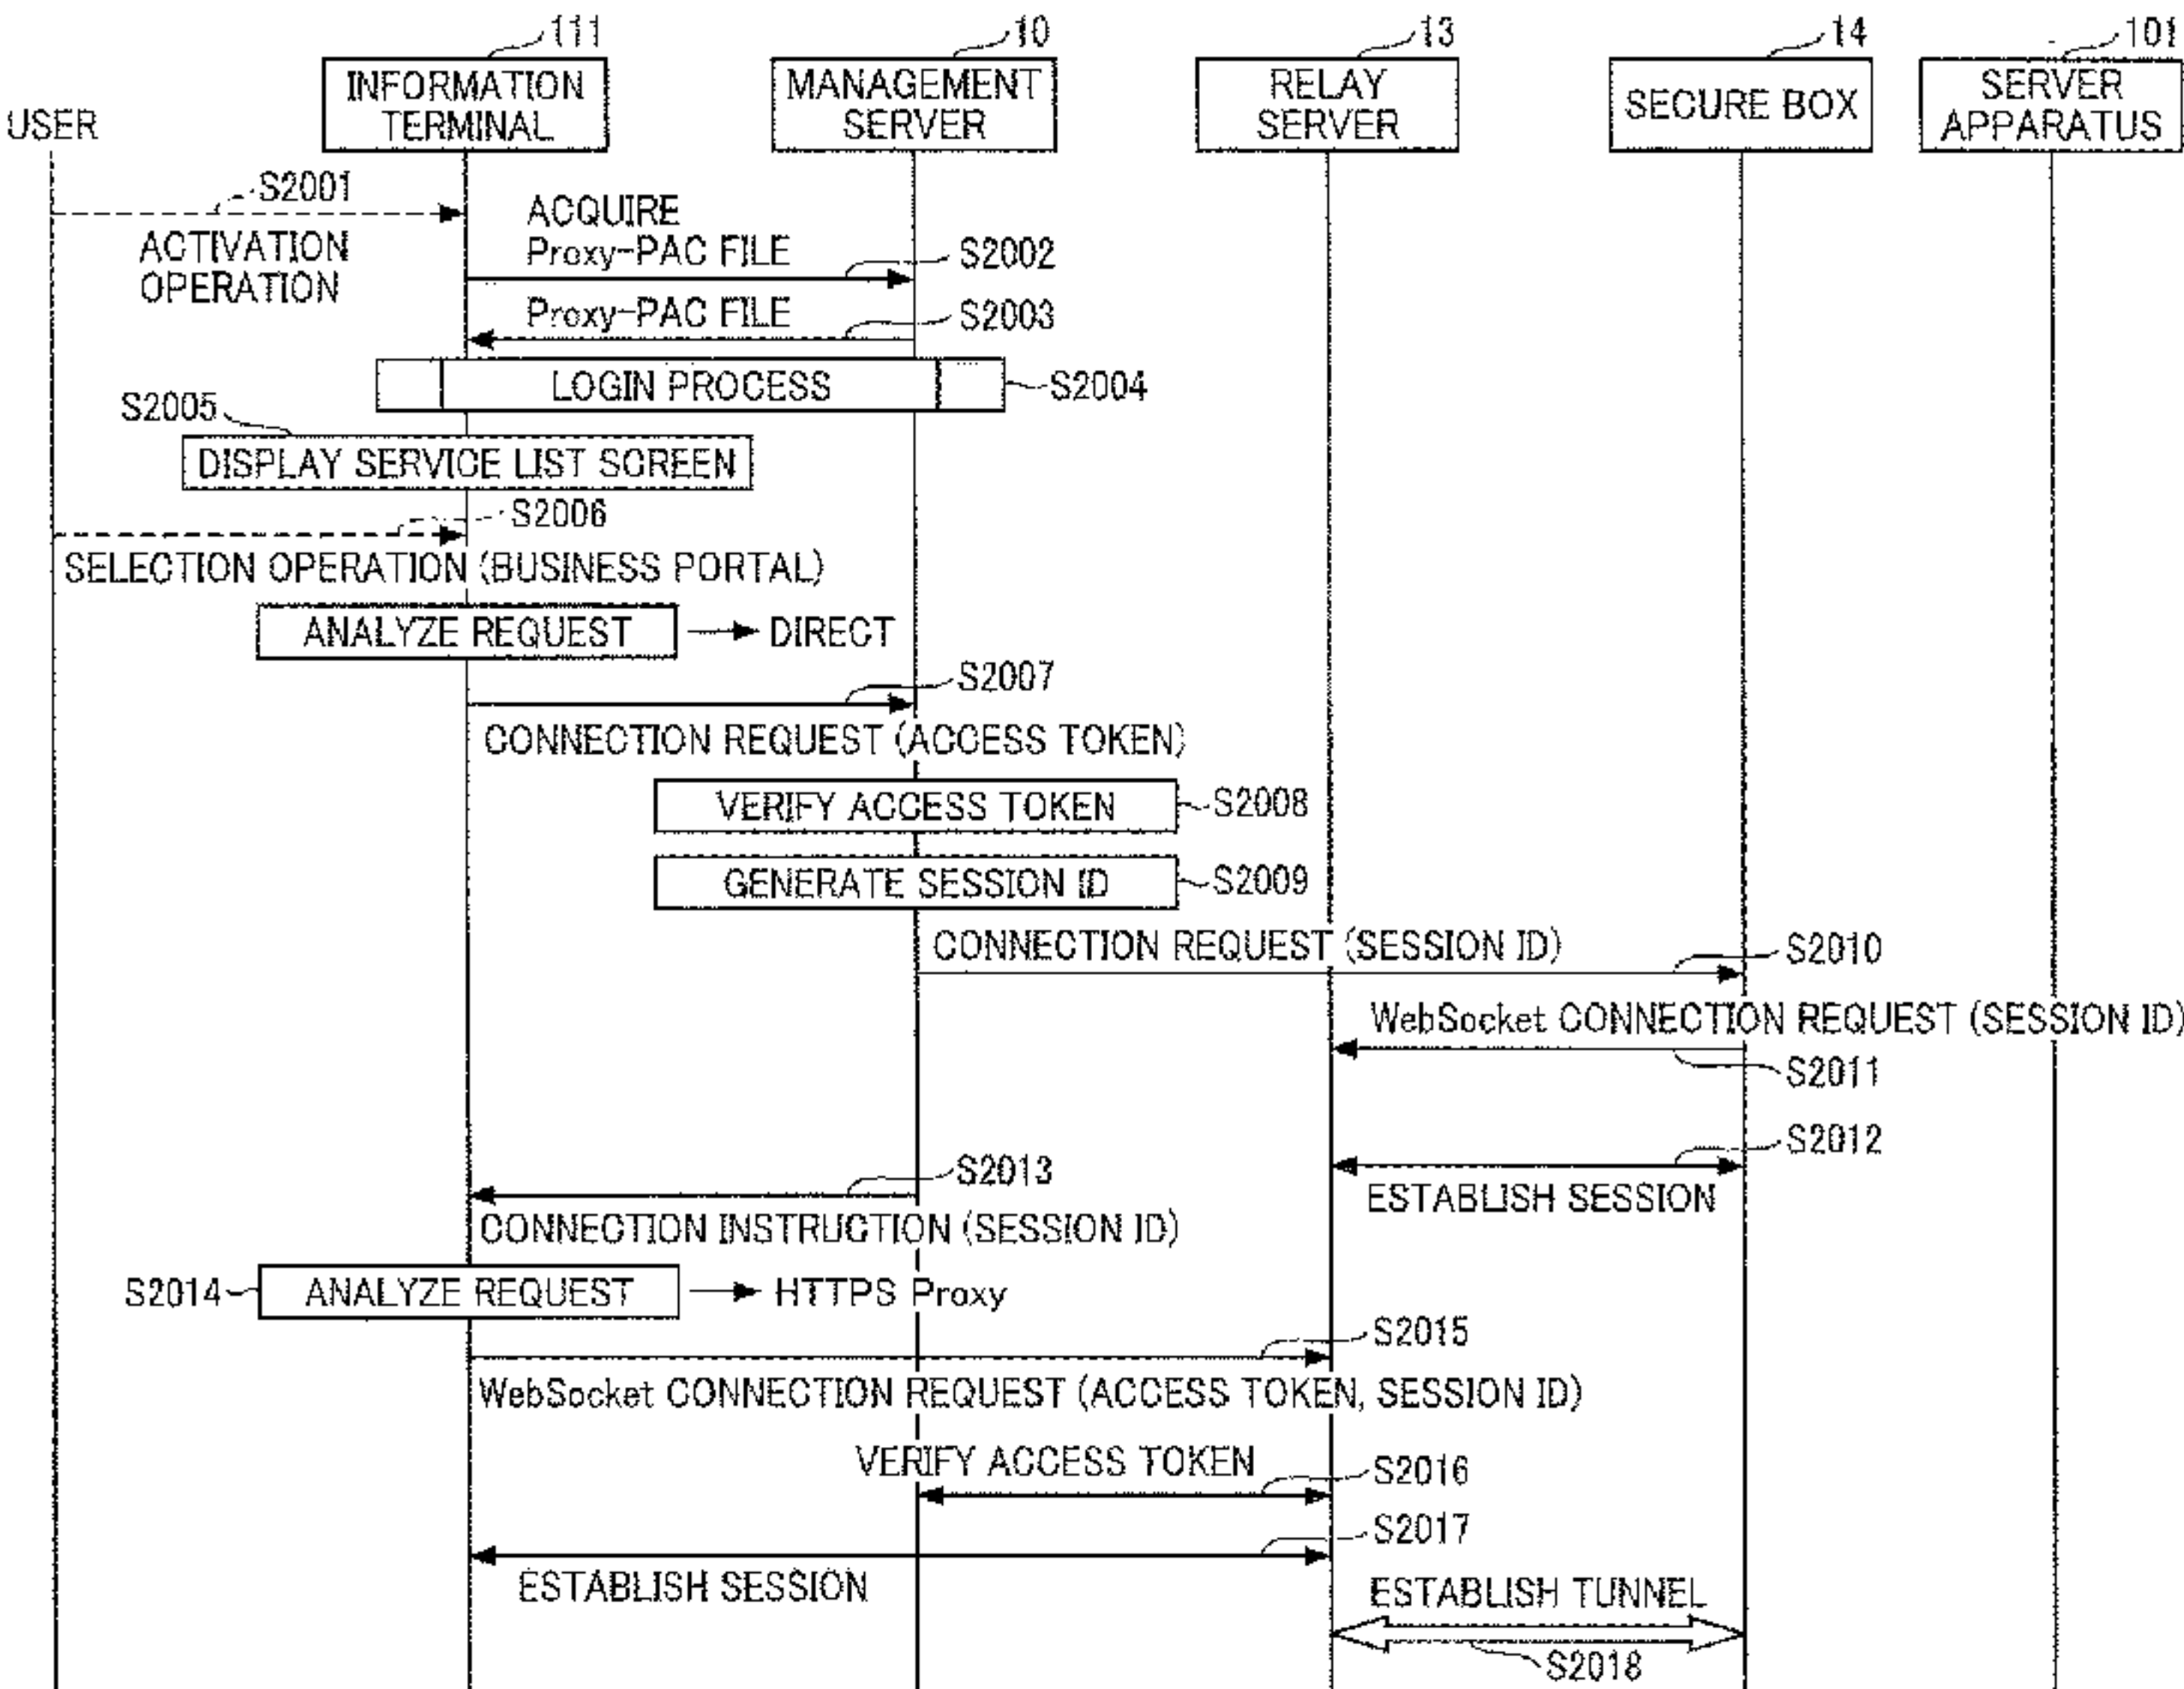 111
10
13
14
101
USER
INFORMATION
TERMINAL
MANAGEMENT
SERVER
RELAY
SERVER
SECURE BOX
SERVER
APPARATUS
S2001
ACTIVATION
OPERATION
ACQUIRE
Proxy-PAC FILE
S2002
Proxy-PAC FILE
S2003
LOGIN PROCESS
S2004
S2005
DISPLAY SERVICE LIST SCREEN
S2006
SELECTION OPERATION (BUSINESS PORTAL)
ANALYZE REQUEST
DIRECT
S2007
CONNECTION REQUEST (ACCESS TOKEN)
VERIFY ACCESS TOKEN
S2008
GENERATE SESSION ID
S2009
CONNECTION REQUEST (SESSION ID)
S2010
WebSocket CONNECTION REQUEST (SESSION ID)
S2011
S2012
ESTABLISH SESSION
S2013
CONNECTION INSTRUCTION (SESSION ID)
S2014
ANALYZE REQUEST
HTTPS Proxy
S2015
WebSocket CONNECTION REQUEST (ACCESS TOKEN, SESSION ID)
VERIFY ACCESS TOKEN
S2016
S2017
ESTABLISH SESSION
ESTABLISH TUNNEL
S2018